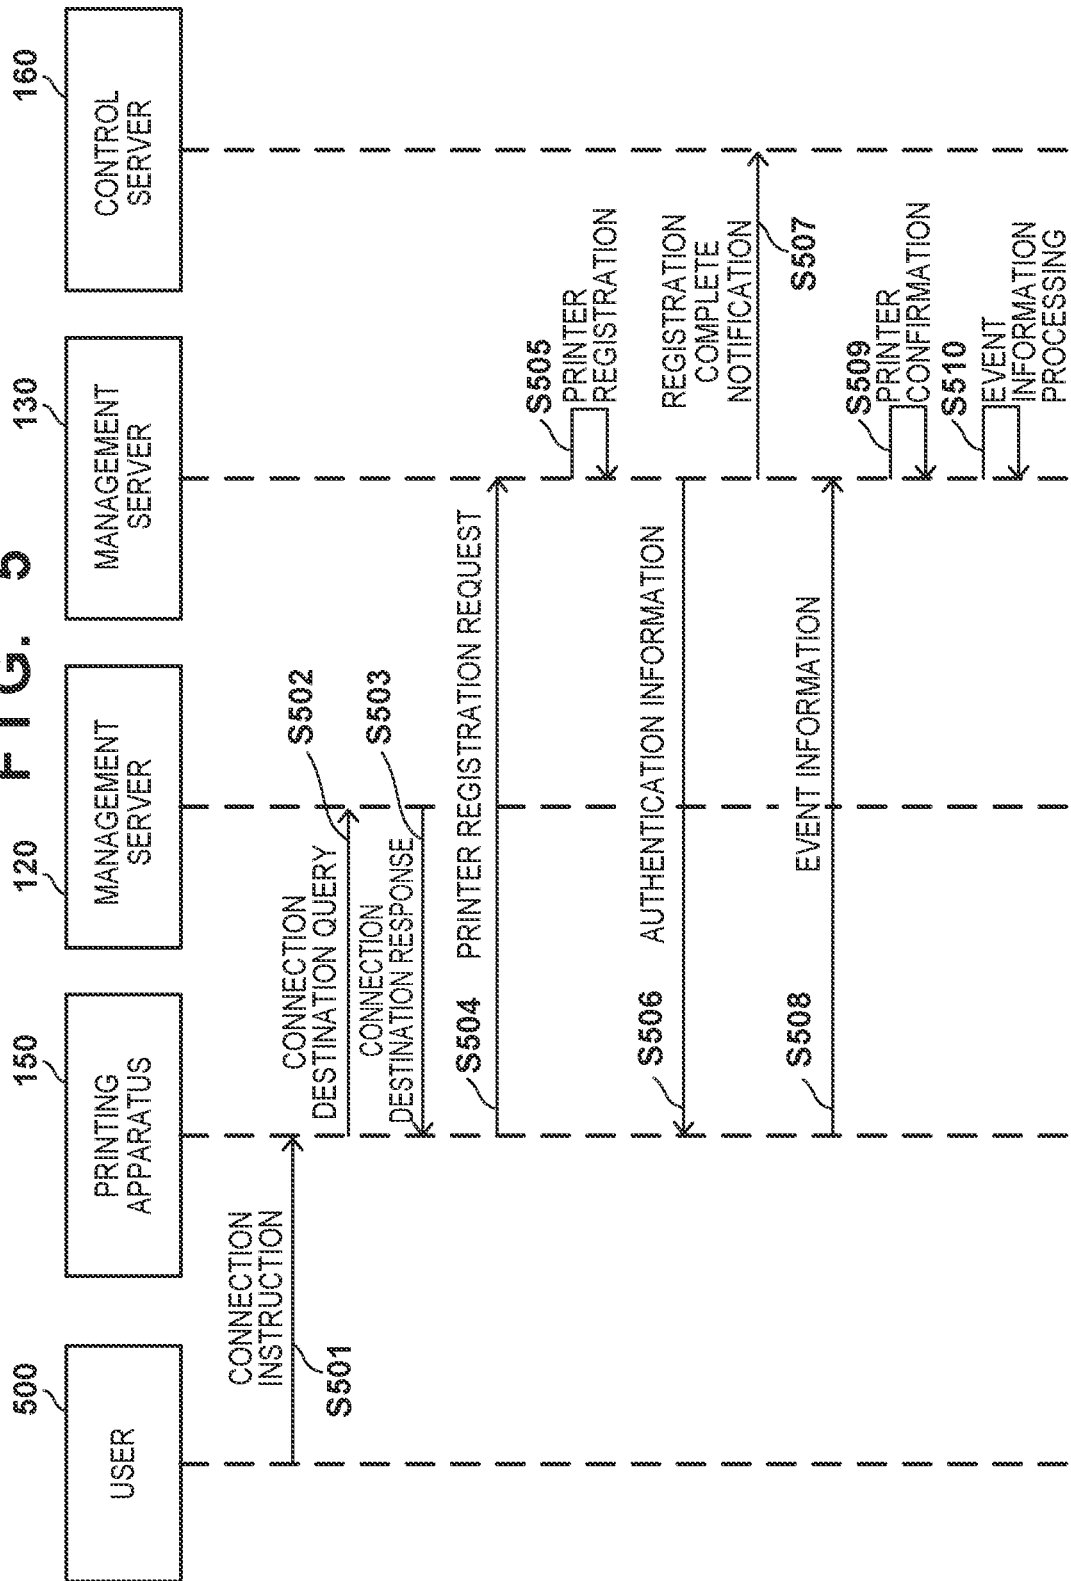 FIG. 5
500
150
120
130
160
USER
PRINTING
APPARATUS
MANAGEMENT
SERVER
MANAGEMENT
SERVER
CONTROL
SERVER
CONNECTION
INSTRUCTION
S501
CONNECTION
DESTINATION QUERY
S502
CONNECTION
DESTINATION RESPONSE
S503
S504
PRINTER REGISTRATION REQUEST
S505
PRINTER
REGISTRATION
S506
AUTHENTICATION INFORMATION
REGISTRATION
COMPLETE
NOTIFICATION
S507
S508
EVENT INFORMATION
S509
PRINTER
CONFIRMATION
S510
EVENT
INFORMATION
PROCESSING